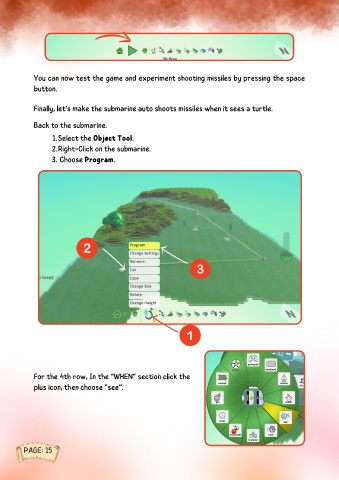 You can now test the game and experiment shooting missiles by pressing the space
button.
Finally, let's make the submarine auto shoots missiles when it sees a turtle.
Back to the submarine.
1. Select the Object Tool.
2. Right-Click on the submarine.
3. Choose Program.
Program
Change Settings
Rename
Cut
Copy
Change Size
Rotate
Change Height
2
3
1
For the 4th row, In the "WHEN" section click the
plus icon, then choose "see".
PAGE: 15